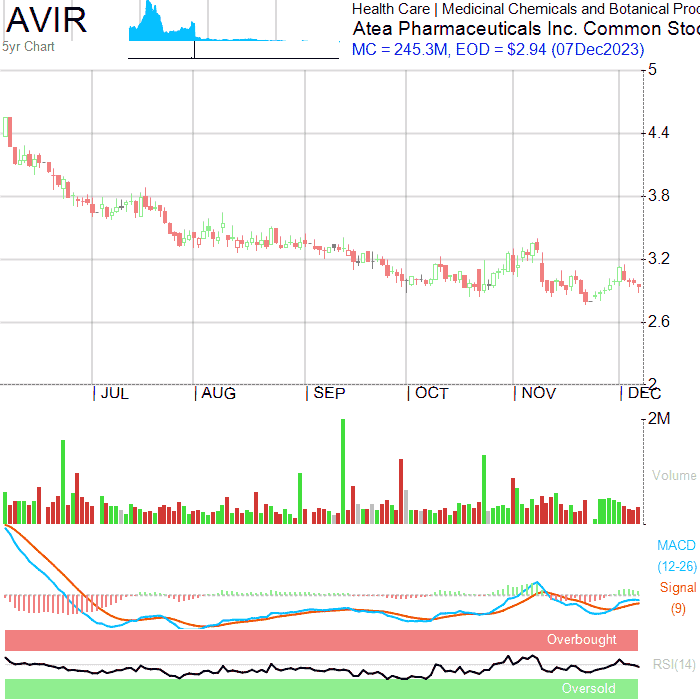 AVIR
5yr Chart
Health Care | Medicinal Chemicals and Botanical Proc
Atea Pharmaceuticals Inc. Common Stoc
MC = 245.3M, EOD = $2.94 (07Dec2023)
5
4.4
3.8
3.2
2.6
2
JUL AUG SEP OCT NOV DEC
2M
Volume
MACD
(12-26)
Signal
(9)
Overbought
RSI(14)
Oversold